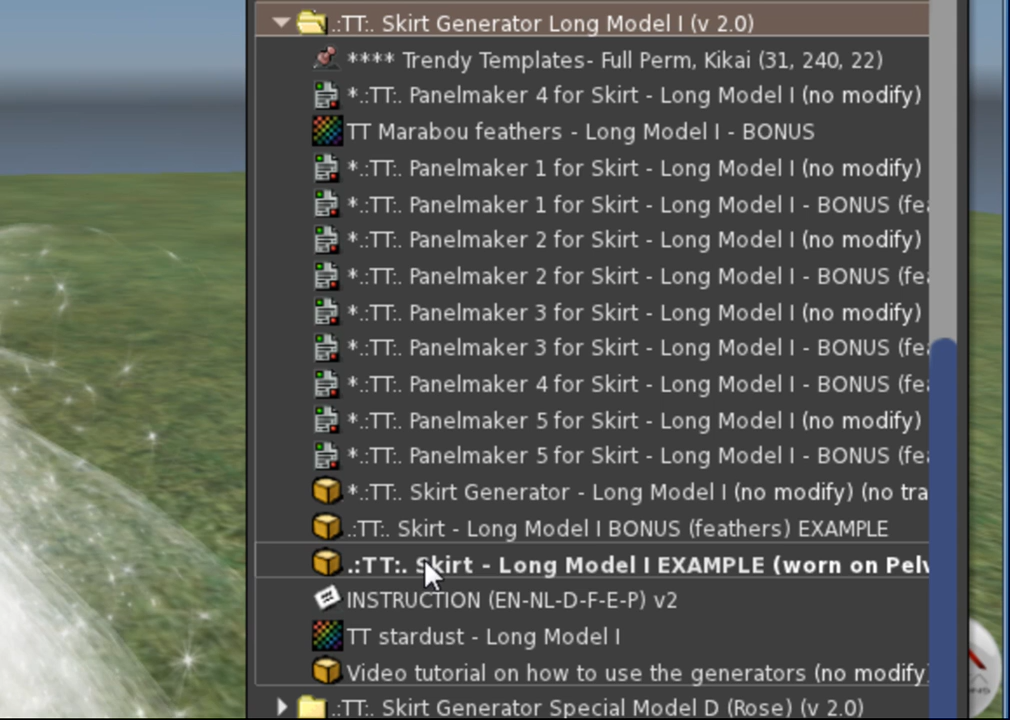 .:TT:. Skirt Generator Long Model I (v 2.0)
**** Trendy Templates- Full Perm, Kikai (31, 240, 22)
*.:TT:. Panelmaker 4 for Skirt - Long Model I (no modify)
TT Marabou feathers - Long Model I - BONUS
*.:TT:. Panelmaker 1 for Skirt - Long Model I (no modify)
*.:TT:. Panelmaker 1 for Skirt - Long Model I - BONUS (fea
*.:TT:. Panelmaker 2 for Skirt - Long Model I (no modify)
*.:TT:. Panelmaker 2 for Skirt - Long Model I - BONUS (fea
*.:TT:. Panelmaker 3 for Skirt - Long Model I (no modify)
*.:TT:. Panelmaker 3 for Skirt - Long Model I - BONUS (fea
*.:TT:. Panelmaker 4 for Skirt - Long Model I - BONUS (fea
*.:TT:. Panelmaker 5 for Skirt - Long Model I (no modify)
*.:TT:. Panelmaker 5 for Skirt - Long Model I - BONUS (fea
*.:TT:. Skirt Generator - Long Model I (no modify) (no tra
.:TT:. Skirt - Long Model I BONUS (feathers) EXAMPLE
.:TT:. Skirt - Long Model I EXAMPLE (worn on Pelv
INSTRUCTION (EN-NL-D-F-E-P) v2
TT stardust - Long Model I
Video tutorial on how to use the generators (no modify)
.:TT:. Skirt Generator Special Model D (Rose) (v 2.0)